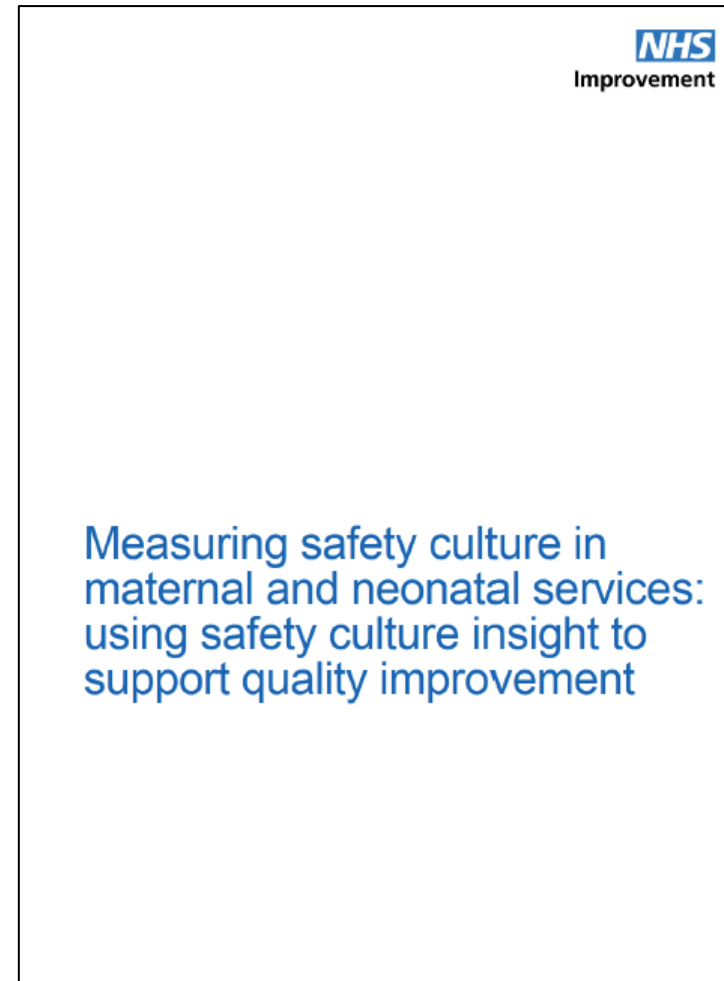 NHS
Improvement
Measuring safety culture in
maternal and neonatal services:
using safety culture insight to
support quality improvement